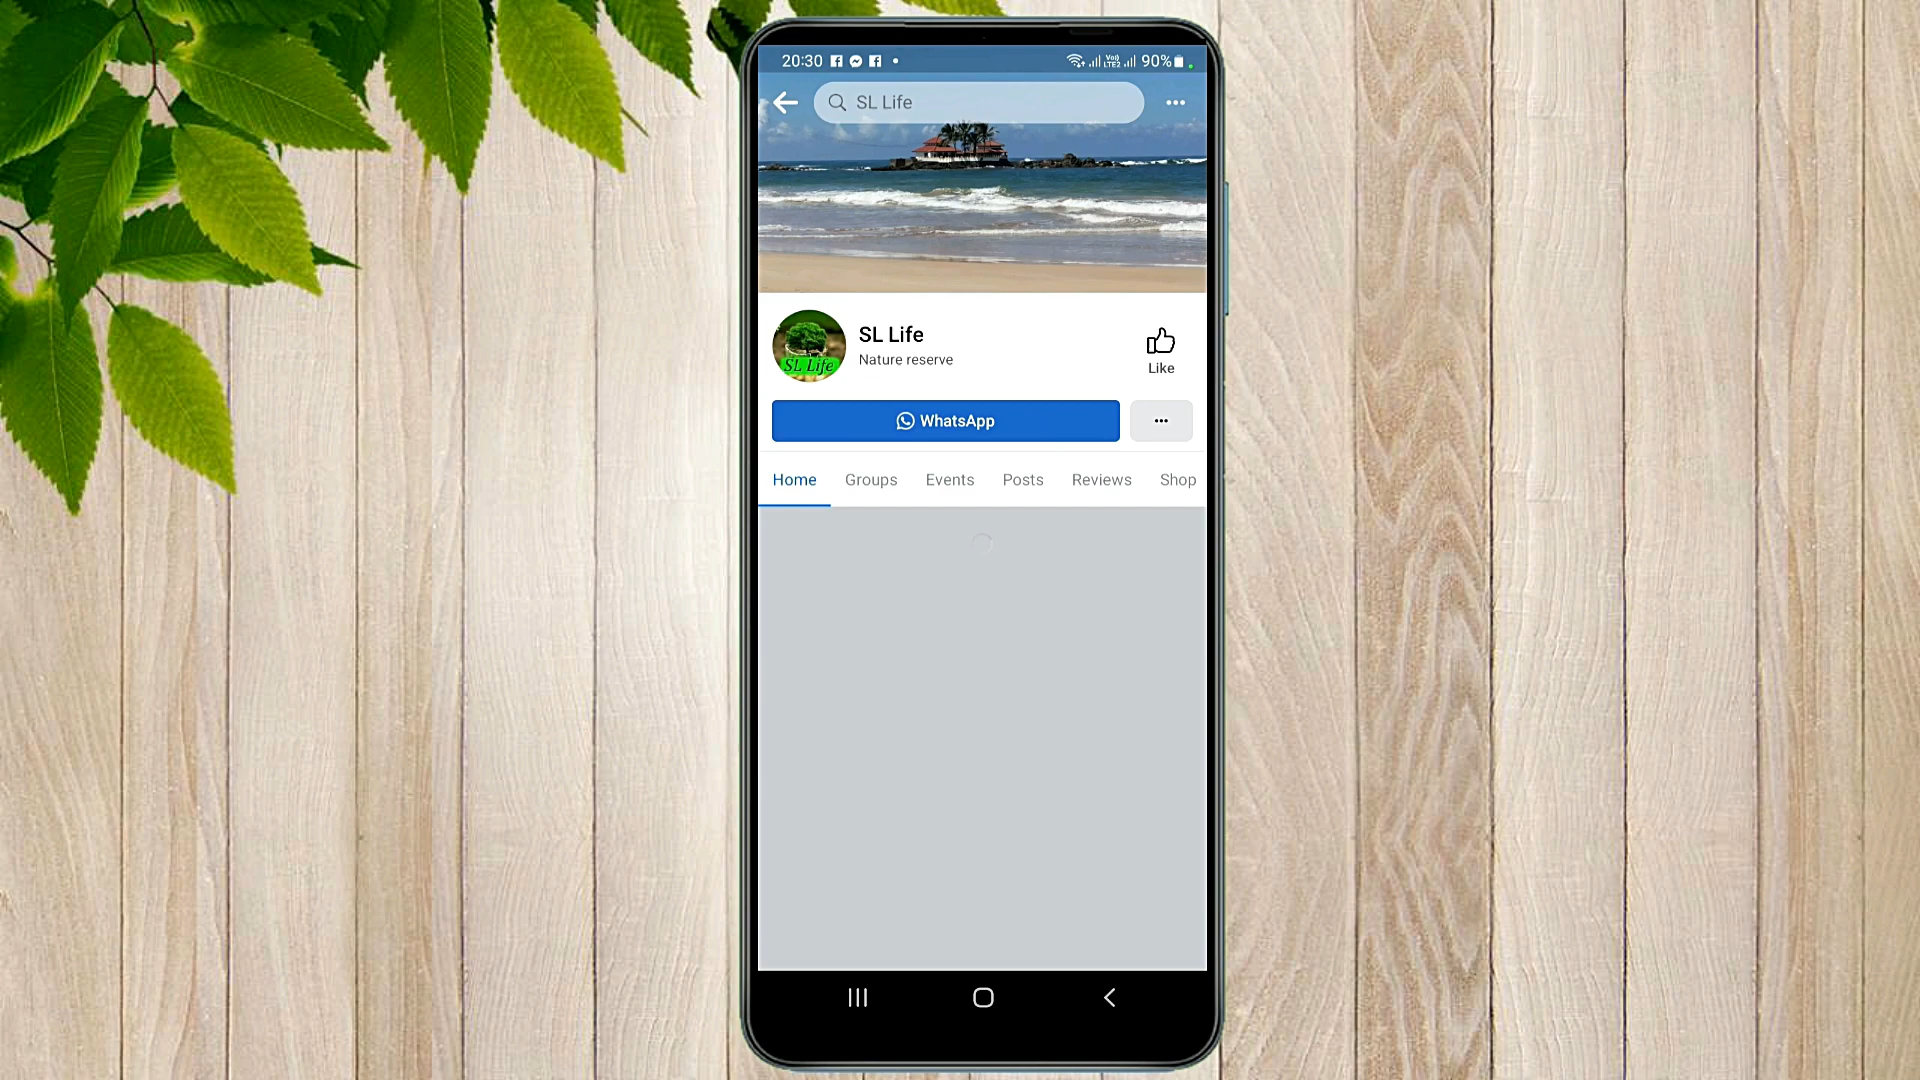 20:30 90%
SL Life
SL Life
Nature reserve
SL Life
Like
WhatsApp
Home Groups Events Posts Reviews Shop